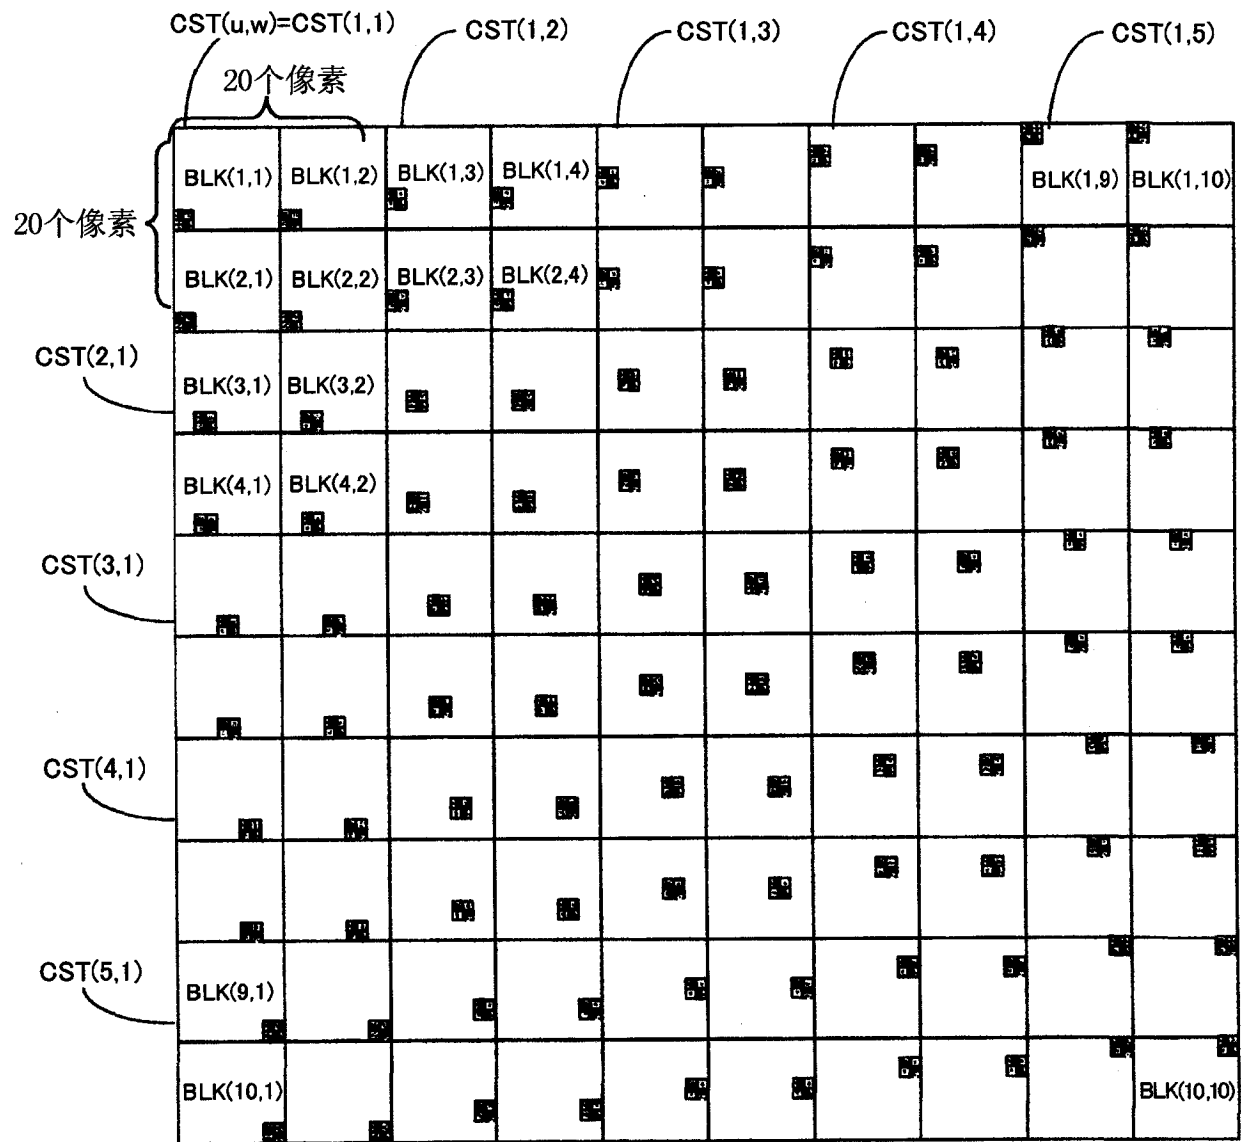 CST(u,w)=CST(1,1)
CST(1,2)
CST(1,3)
CST(1,4)
CST(1,5)
20个像素
20个像素
BLK(1,1)
BLK(1,2)
BLK(1,3)
BLK(1,4)
BLK(1,9)
BLK(1,10)
BLK(2,1)
BLK(2,2)
BLK(2,3)
BLK(2,4)
CST(2,1)
BLK(3,1)
BLK(3,2)
BLK(4,1)
BLK(4,2)
CST(3,1)
CST(4,1)
CST(5,1)
BLK(9,1)
BLK(10,1)
BLK(10,10)